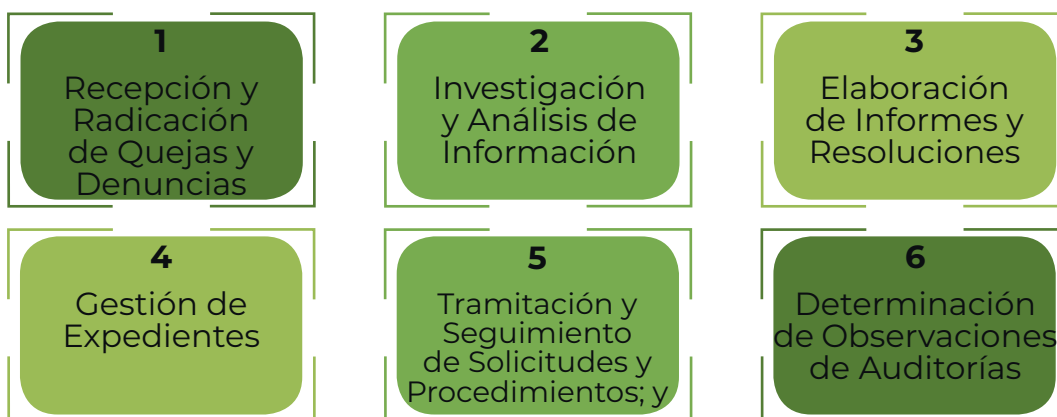 1
Recepción y
Radicación
de Quejas y
Denuncias
2
Investigación
y Análisis de
Información
3
Elaboración
de Informes y
Resoluciones
4
Gestión de
Expedientes
5
Tramitación y
Seguimiento
de Solicitudes y
Procedimientos; y
6
Determinación
de Observaciones
de Auditorías